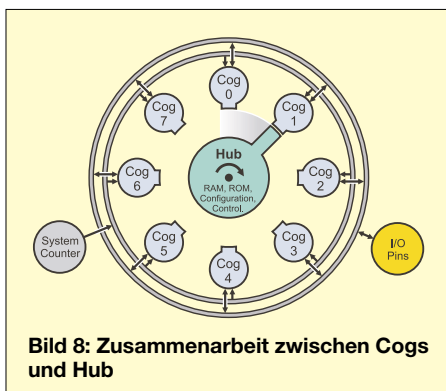 Cog
0
Cog
7
Cog
1
Hub
RAM, ROM,
Configuration,
Control.
Cog
6
Cog
2
System
Counter
Cog
5
Cog
3
I/O
Pins
Cog
4
Bild 8: Zusammenarbeit zwischen Cogs
und Hub